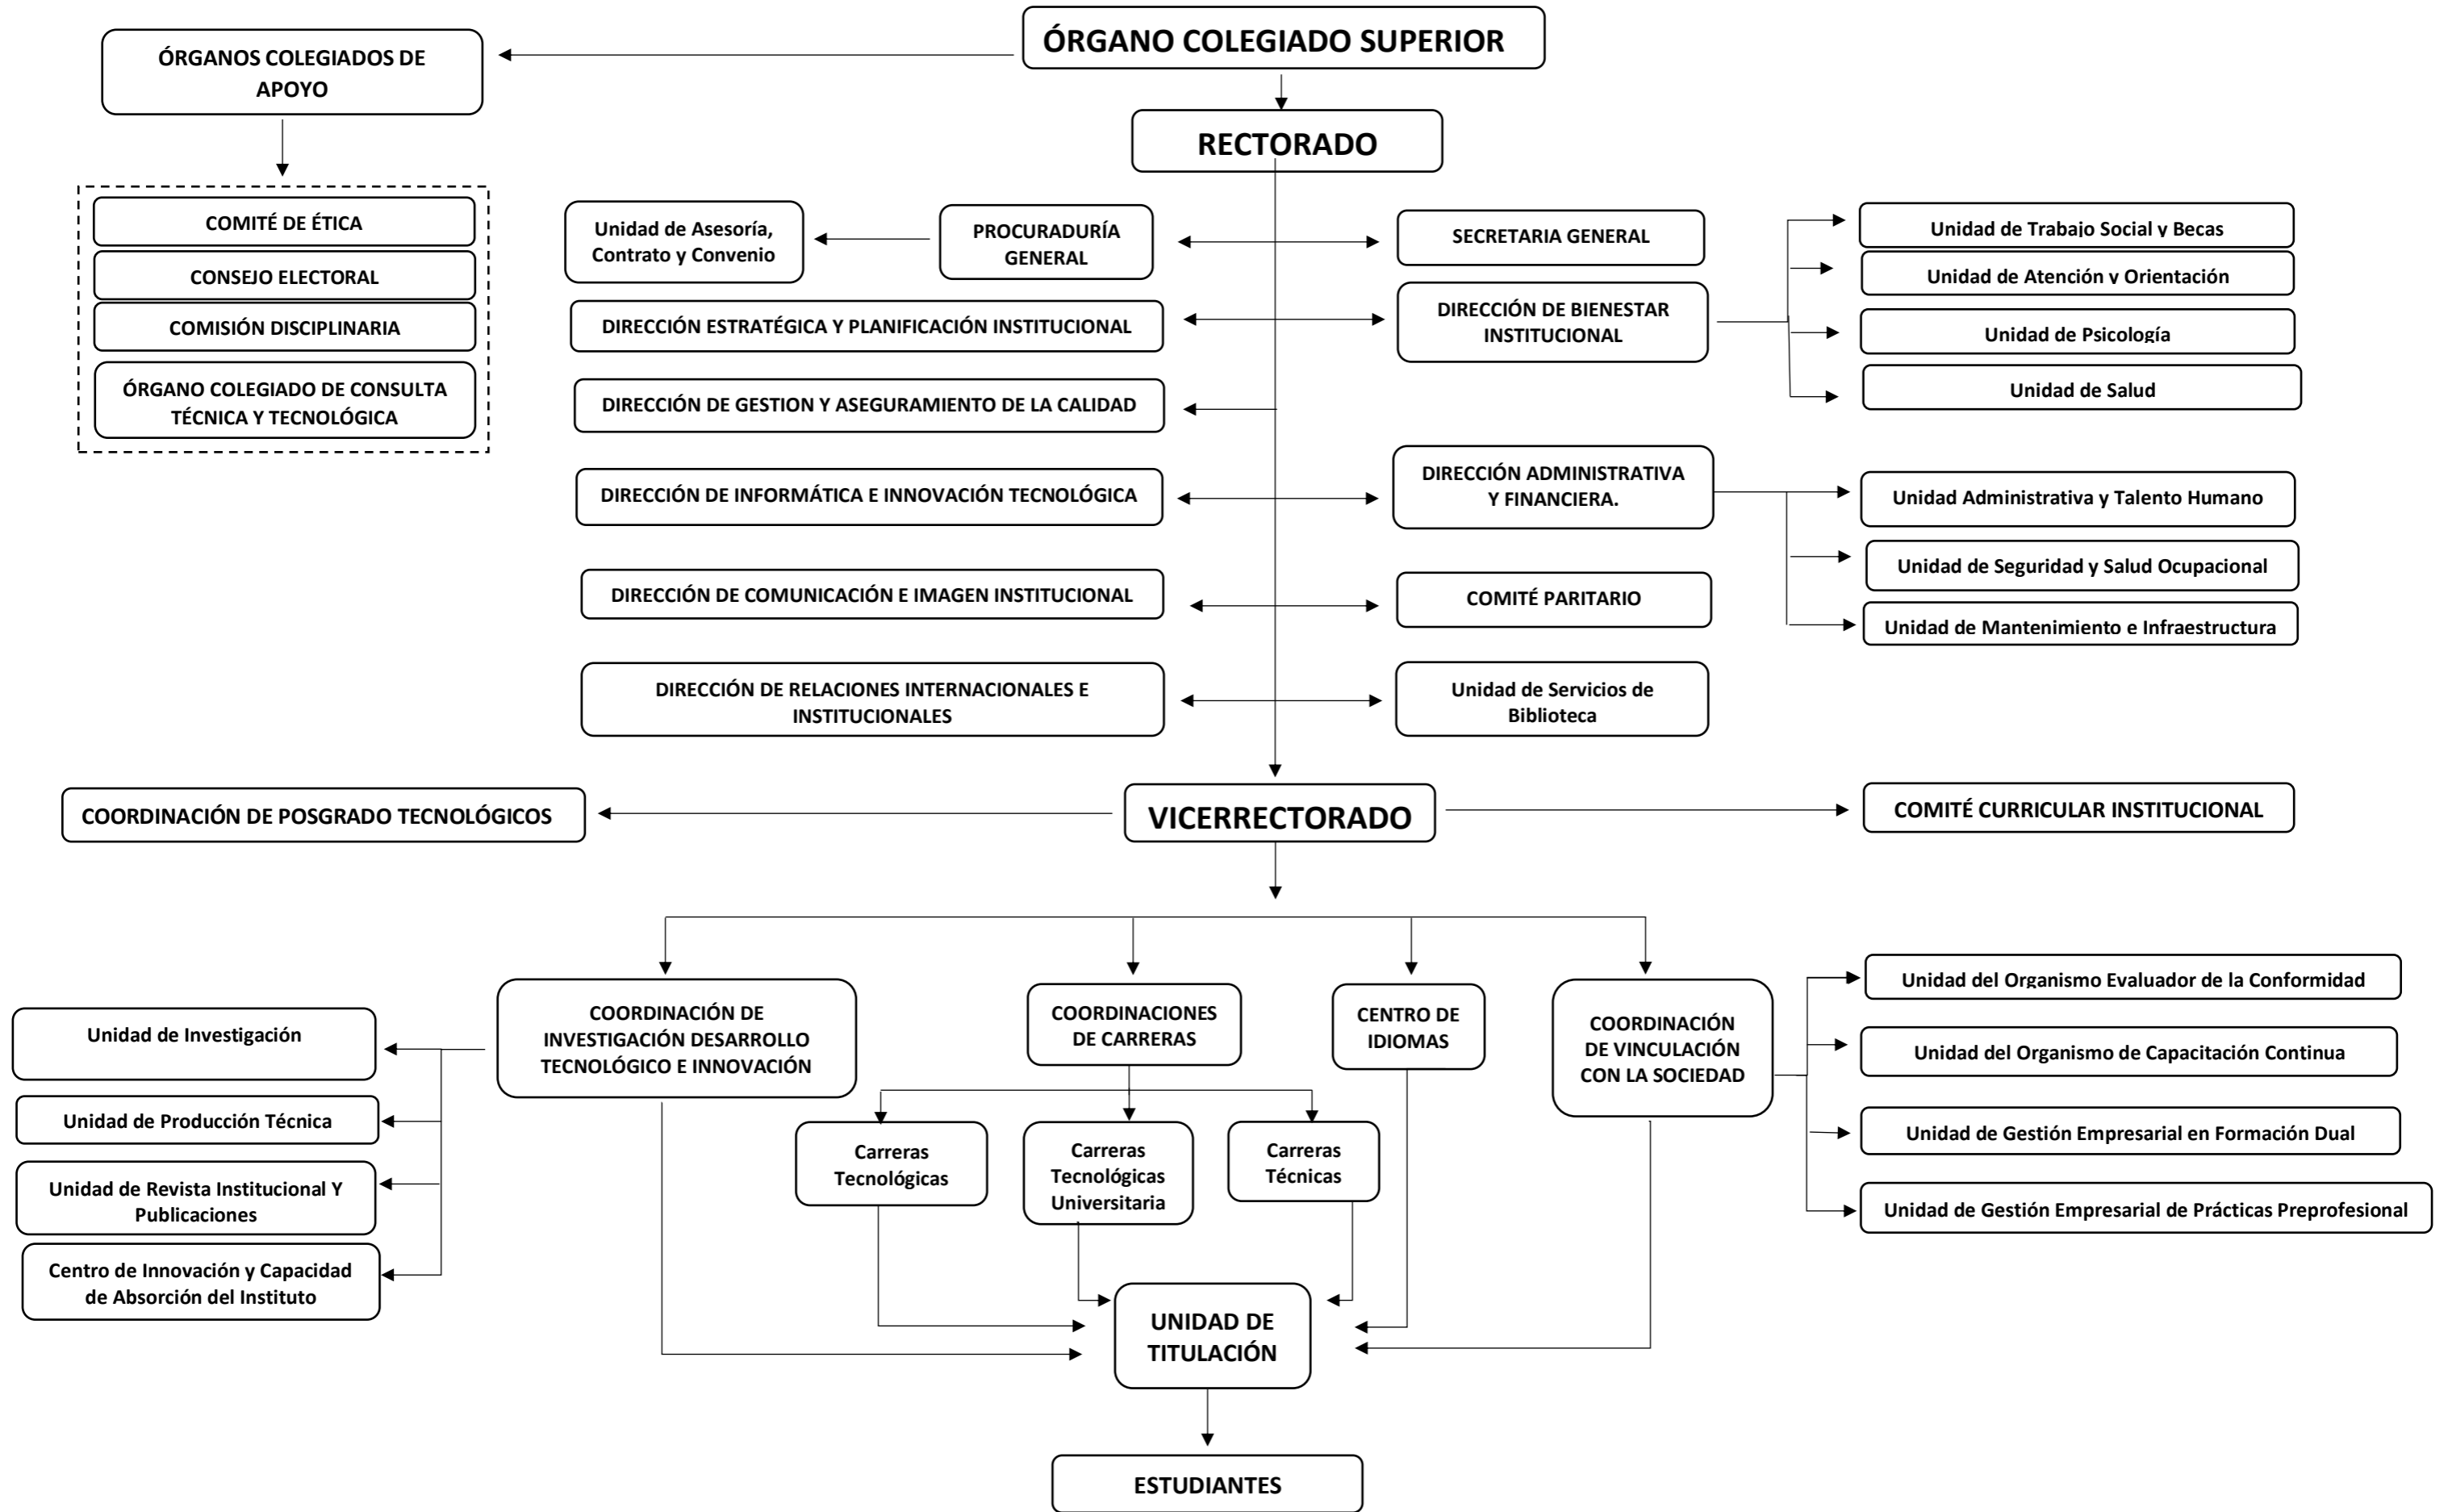 ÓRGANO COLEGIADO SUPERIOR
ÓRGANOS COLEGIADOS DE
APOYO
RECTORADO
COMITÉ DE ÉTICA
CONSEJO ELECTORAL
COMISIÓN DISCIPLINARIA
ÓRGANO COLEGIADO DE CONSULTA
TÉCNICA Y TECNOLÓGICA
Unidad de Asesoría,
Contrato y Convenio
PROCURADURÍA
GENERAL
SECRETARIA GENERAL
DIRECCIÓN ESTRATÉGICA Y PLANIFICACIÓN INSTITUCIONAL
DIRECCIÓN DE BIENESTAR
INSTITUCIONAL
Unidad de Trabajo Social y Becas
Unidad de Atención y Orientación
Unidad de Psicología
Unidad de Salud
DIRECCIÓN DE GESTION Y ASEGURAMIENTO DE LA CALIDAD
DIRECCIÓN DE INFORMÁTICA E INNOVACIÓN TECNOLÓGICA
DIRECCIÓN ADMINISTRATIVA
Y FINANCIERA.
Unidad Administrativa y Talento Humano
Unidad de Seguridad y Salud Ocupacional
Unidad de Mantenimiento e Infraestructura
DIRECCIÓN DE COMUNICACIÓN E IMAGEN INSTITUCIONAL
COMITÉ PARITARIO
DIRECCIÓN DE RELACIONES INTERNACIONALES E
INSTITUCIONALES
Unidad de Servicios de
Biblioteca
COORDINACIÓN DE POSGRADO TECNOLÓGICOS
VICERRECTORADO
COMITÉ CURRICULAR INSTITUCIONAL
COORDINACIÓN DE
INVESTIGACIÓN DESARROLLO
TECNOLÓGICO E INNOVACIÓN
COORDINACIONES
DE CARRERAS
CENTRO DE
IDIOMAS
COORDINACIÓN
DE VINCULACIÓN
CON LA SOCIEDAD
Unidad de Investigación
Unidad de Producción Técnica
Unidad de Revista Institucional Y
Publicaciones
Centro de Innovación y Capacidad
de Absorción del Instituto
Carreras
Tecnológicas
Carreras
Tecnológicas
Universitaria
Carreras
Técnicas
Unidad del Organismo Evaluador de la Conformidad
Unidad del Organismo de Capacitación Continua
Unidad de Gestión Empresarial en Formación Dual
Unidad de Gestión Empresarial de Prácticas Preprofesional
UNIDAD DE
TITULACIÓN
ESTUDIANTES